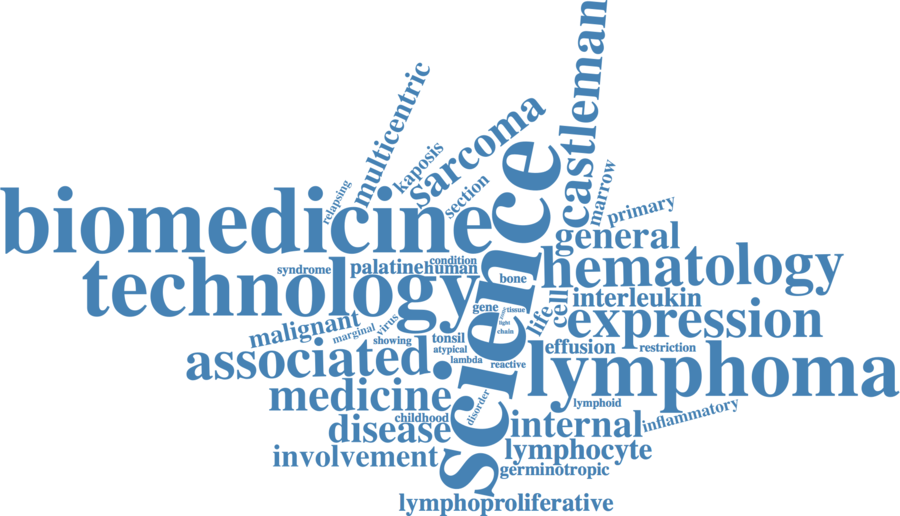 castleman
multicentric
sarcoma
kaposis
science
relapsing
section
marrow
primary
biomedicine
general
technology
syndrome
palatine
condition
human
bone
hematology
interleukin
cell
life
gene
tissue
light
chain
expression
malignant
marginal
virus
showing
tonsil
atypical
lambda
reactive
effusion
restriction
associated.
lymphoma
medicine
childhood
disorder
lymphoid
inflammatory
disease
internal
involvement
lymphocyte
germinotropic
lymphoproliferative